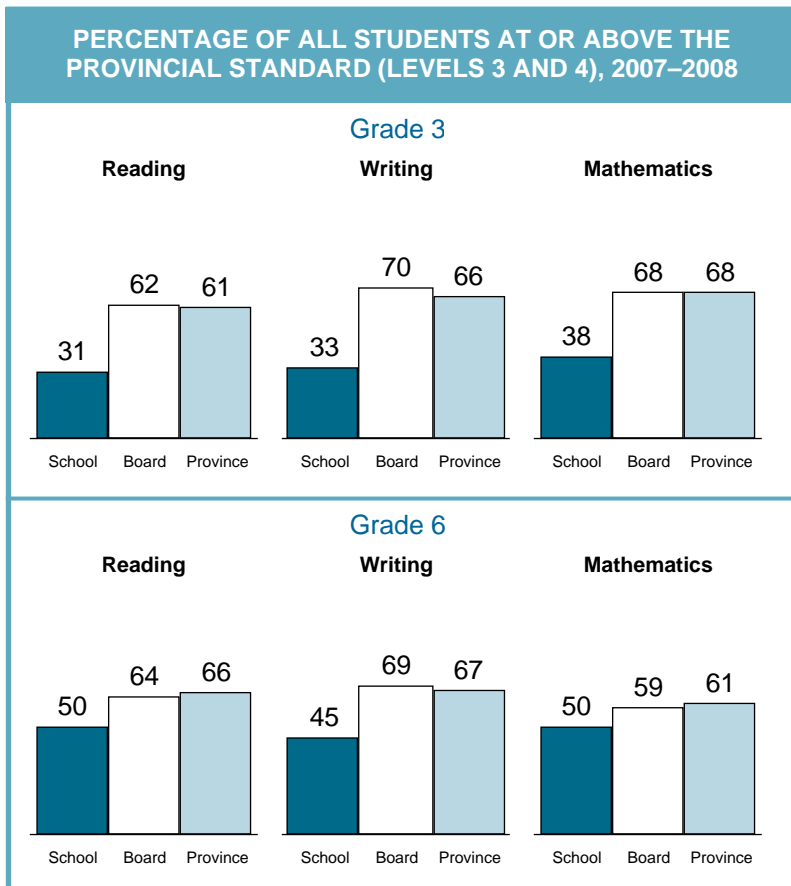 PERCENTAGE OF ALL STUDENTS AT OR ABOVE THE
PROVINCIAL STANDARD (LEVELS 3 AND 4), 2007–2008
Grade 3
Reading Writing Mathematics
31 62 61 33 70 66 38 68 68
School Board Province School Board Province School Board Province
Grade 6
Reading Writing Mathematics
50 64 66 45 69 67 50 59 61
School Board Province School Board Province School Board Province